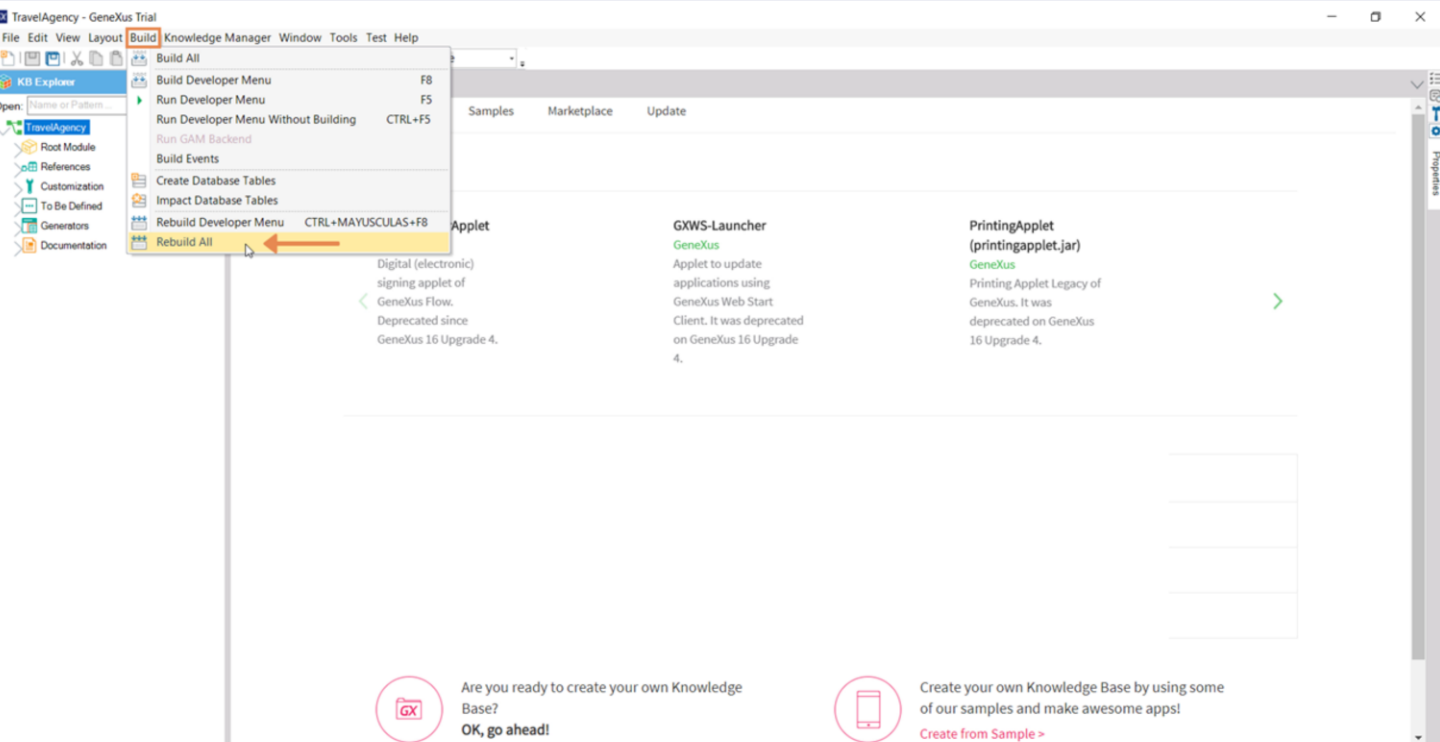 TravelAgency - GeneXus Trial
File Edit View Layout Build Knowledge Manager Window Tools Test Help
Build All
KB Explorer
Build Developer Menu F8
Open: Name or Pattern...
Run Developer Menu F5
Samples Marketplace Update
Run Developer Menu Without Building CTRL+F5
TravelAgency
Run GAM Backend
Root Module
Build Events
References
Create Database Tables
Customization
Impact Database Tables
To Be Defined
Rebuild Developer Menu CTRL+MAYUSCULAS+F8
Generators
Rebuild All
Documentation
Properties
Applet
Digital (electronic)
signing applet of
GeneXus Flow.
Deprecated since
GeneXus 16 Upgrade 4.
GXWS-Launcher
GeneXus
Applet to update
applications using
GeneXus Web Start
Client. It was deprecated
on GeneXus 16 Upgrade
4.
PrintingApplet
(printingapplet.jar)
GeneXus
Printing Applet Legacy of
GeneXus. It was
deprecated on GeneXus
16 Upgrade 4.
GX
Are you ready to create your own Knowledge
Base?
OK, go ahead!
Create your own Knowledge Base by using some
of our samples and make awesome apps!
Create from Sample >